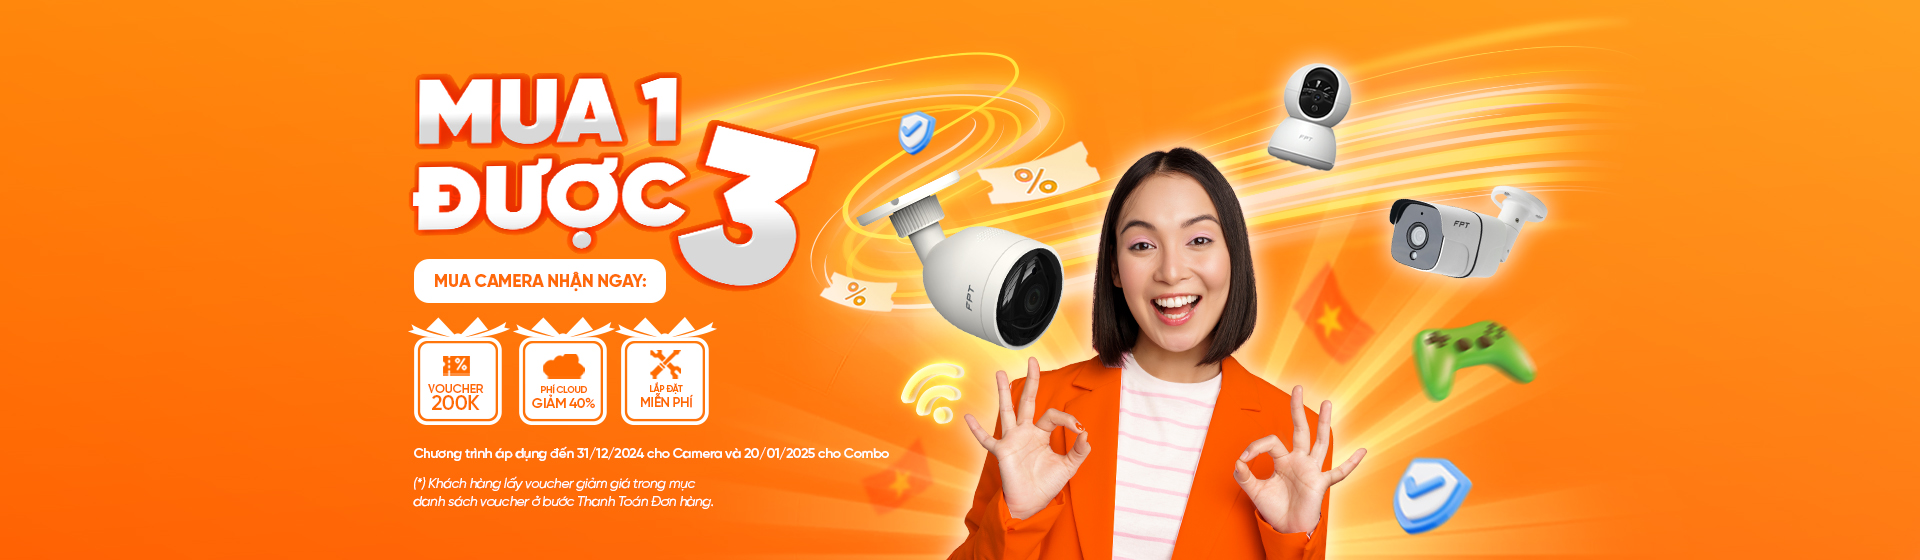 MUA 1
ĐƯỢC 3
MUA CAMERA NHẬN NGAY:
%
VOUCHER
200K
PHÍ CLOUD
GIẢM 40%
LẮP ĐẶT
MIỄN PHÍ
Chương trình áp dụng đến 31/12/2024 cho Camera và 20/01/2025 cho Combo
(*) Khách hàng lấy voucher giảm giá trong mục
danh sách voucher ở bước Thanh Toán Đơn hàng.
%
%
FPT
FPT
FPT